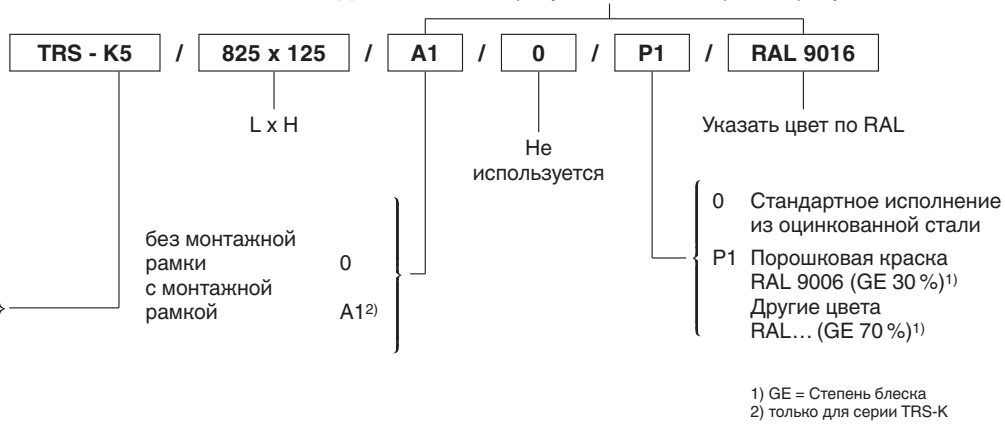 TRS - K5 / 825 x 125 / A1 / 0 / P1 / RAL 9016
L x H
Не
используется
Указать цвет по RAL
без монтажной
рамки 0
с монтажной
рамкой A1²⁾
0 Стандартное исполнение
из оцинкованной стали
P1 Порошковая краска
RAL 9006 (GE 30 %)¹⁾
Другие цвета
RAL… (GE 70 %)¹⁾
1) GE = Степень блеска
2) только для серии TRS-K